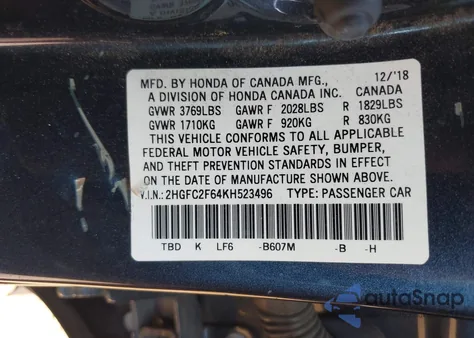 MFD. BY HONDA OF CANADA MFG., 12/'18
A DIVISION OF HONDA CANADA INC. CANADA
GVWR 3769LBS GAWR F 2028LBS R 1829LBS
GVWR 1710KG GAWR F 920KG R 830KG
THIS VEHICLE CONFORMS TO ALL APPLICABLE
FEDERAL MOTOR VEHICLE SAFETY, BUMPER,
AND THEFT PREVENTION STANDARDS IN EFFECT
ON THE DATE OF MANUFACTURE SHOWN ABOVE.
V.I.N.: 2HGFC2F64KH523496 TYPE: PASSENGER CAR
TBD K LF6 -B607M -B -H
autoSnap